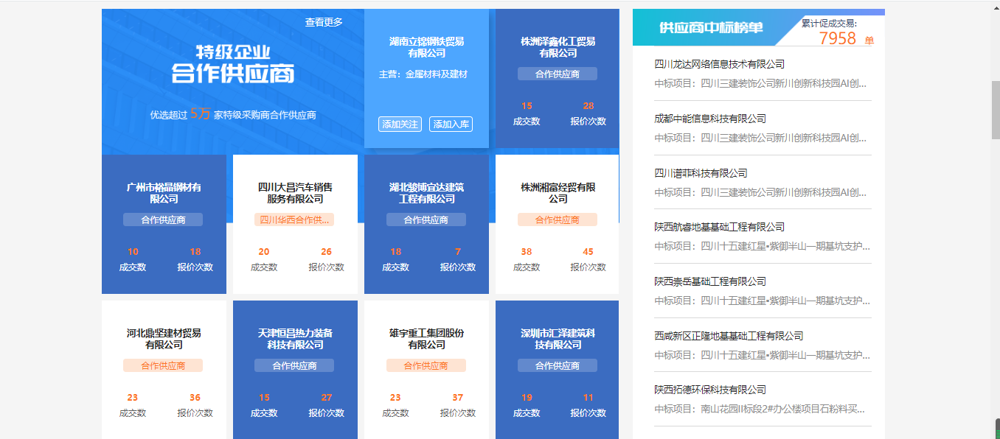 查看更多
特级企业
合作供应商
优选超过 5万 家特级采购商合作供应商
湖南立锦钢铁贸易
有限公司
主营：金属材料及建材
添加关注
添加入库
株洲泽鑫化工贸易
有限公司
合作供应商
15
28
成交数
报价次数
广州市裕晶钢材有
限公司
合作供应商
10
18
成交数
报价次数
四川大昌汽车销售
服务有限公司
四川华西合作供...
20
26
成交数
报价次数
湖北骏博宜达建筑
工程有限公司
合作供应商
18
7
成交数
报价次数
株洲湘富经贸有限
公司
合作供应商
38
45
成交数
报价次数
河北鼎坚建材贸易
有限公司
合作供应商
23
36
成交数
报价次数
天津恒昌热力装备
科技有限公司
合作供应商
15
27
成交数
报价次数
雄宇重工集团股份
有限公司
合作供应商
23
37
成交数
报价次数
深圳市汇泽建筑科
技有限公司
合作供应商
19
11
成交数
报价次数
供应商中标榜单
累计促成交易:
7958 单
四川龙达网络信息技术有限公司
中标项目：四川三建装饰公司新川创新科技园AI创...
成都中能信息科技有限公司
中标项目：四川三建装饰公司新川创新科技园AI创...
四川谱菲科技有限公司
中标项目：四川三建装饰公司新川创新科技园AI创...
陕西航睿地基基础工程有限公司
中标项目：四川十五建红星•紫御半山一期基坑支护...
陕西崇岳基础工程有限公司
中标项目：四川十五建红星•紫御半山一期基坑支护...
西咸新区正隆地基基础工程有限公司
中标项目：四川十五建红星•紫御半山一期基坑支护...
陕西拓德环保科技有限公司
中标项目：南山花园II标段2#办公楼项目石粉料买...